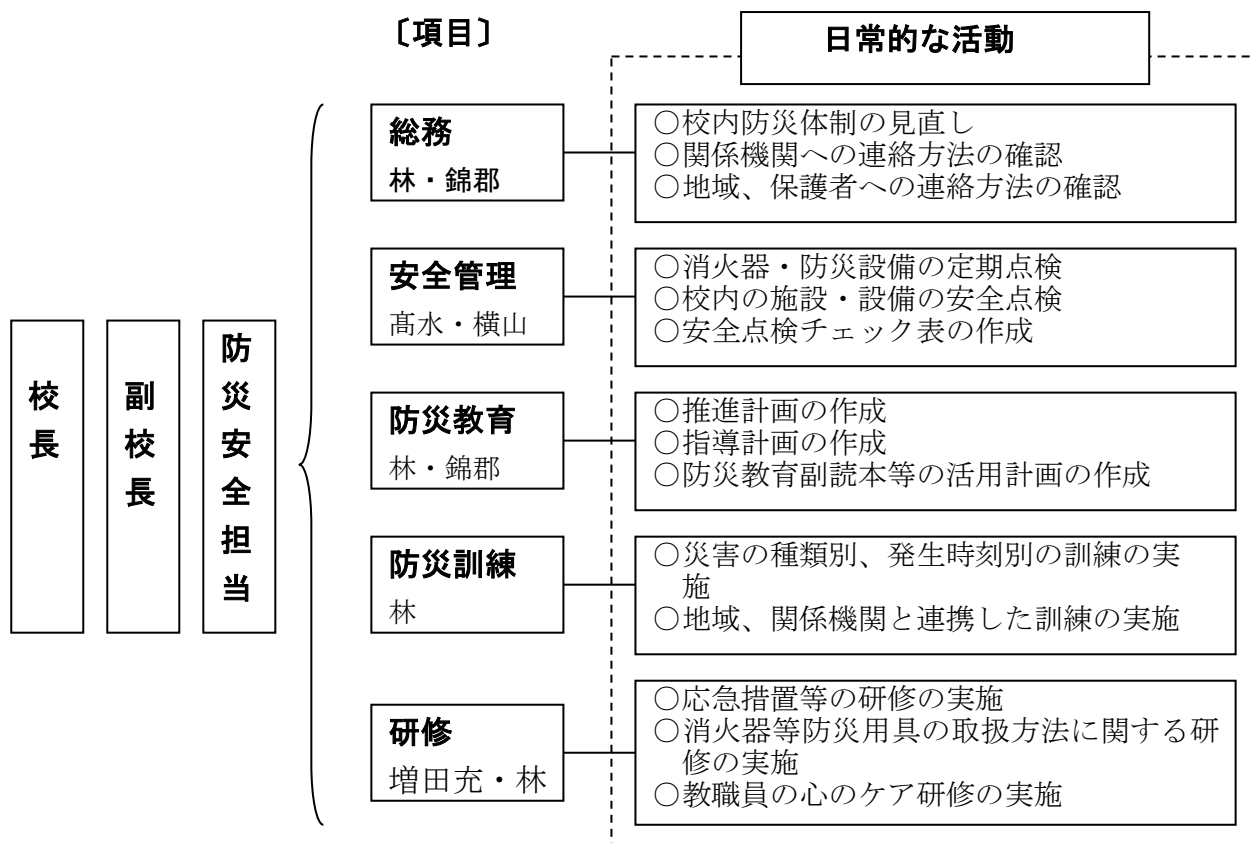 〔項目〕
日常的な活動
校長
副校長
防災安全担当
総務
林・錦郡
○校内防災体制の見直し
○関係機関への連絡方法の確認
○地域、保護者への連絡方法の確認
安全管理
髙水・横山
○消火器・防災設備の定期点検
○校内の施設・設備の安全点検
○安全点検チェック表の作成
防災教育
林・錦郡
○推進計画の作成
○指導計画の作成
○防災教育副読本等の活用計画の作成
防災訓練
林
○災害の種類別、発生時刻別の訓練の実
施
○地域、関係機関と連携した訓練の実施
研修
増田充・林
○応急措置等の研修の実施
○消火器等防災用具の取扱方法に関する研
修の実施
○教職員の心のケア研修の実施